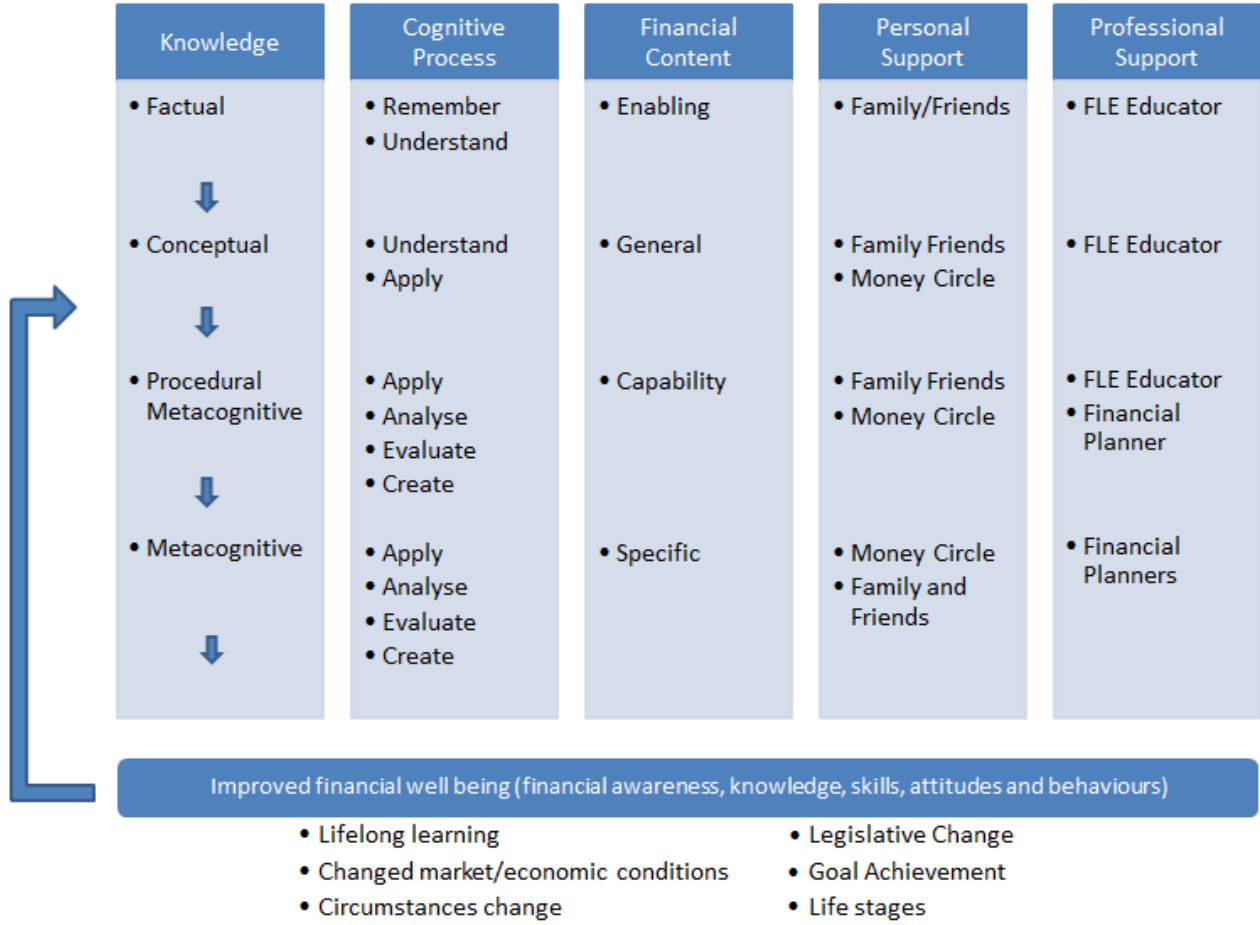 Knowledge
Cognitive
Process
Financial
Content
Personal
Support
Professional
Support
• Factual
• Remember
• Understand
• Enabling
• Family/Friends
• FLE Educator
• Conceptual
• Understand
• Apply
• General
• Family Friends
• Money Circle
• FLE Educator
• Procedural
Metacognitive
• Apply
• Analyse
• Evaluate
• Create
• Capability
• Family Friends
• Money Circle
• FLE Educator
• Financial
Planner
• Metacognitive
• Apply
• Analyse
• Evaluate
• Create
• Specific
• Money Circle
• Family and
Friends
• Financial
Planners
Improved financial well being (financial awareness, knowledge, skills, attitudes and behaviours)
• Lifelong learning
• Changed market/economic conditions
• Circumstances change
• Legislative Change
• Goal Achievement
• Life stages